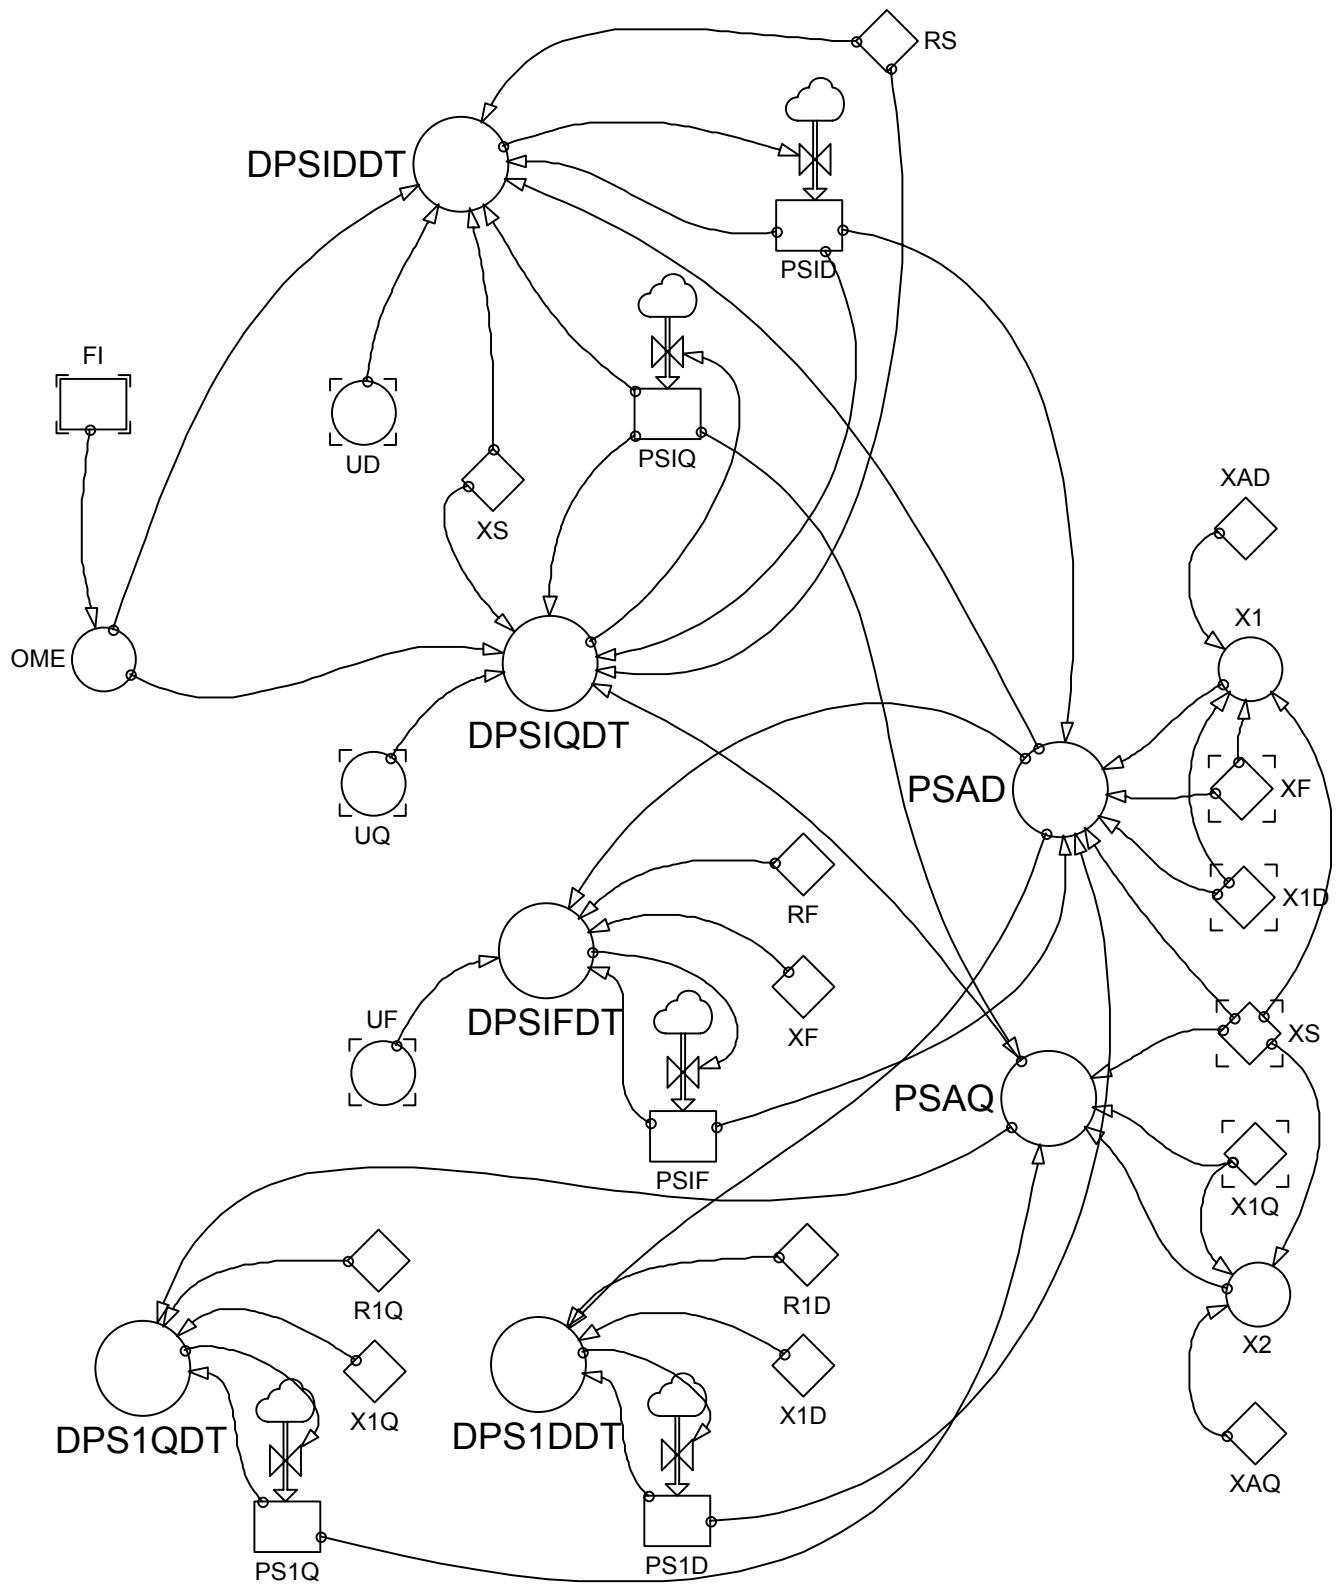 RS
DPSIDDT
PSID
FI
UD
PSIQ
XS
XAD
X1
OME
DPSIQDT
UQ
PSAD
XF
X1D
RF
DPSIFDT
XF
UF
XS
PSAQ
PSIF
X1Q
R1Q
R1D
X2
X1Q
X1D
DPS1QDT
DPS1DDT
XAQ
PS1Q
PS1D